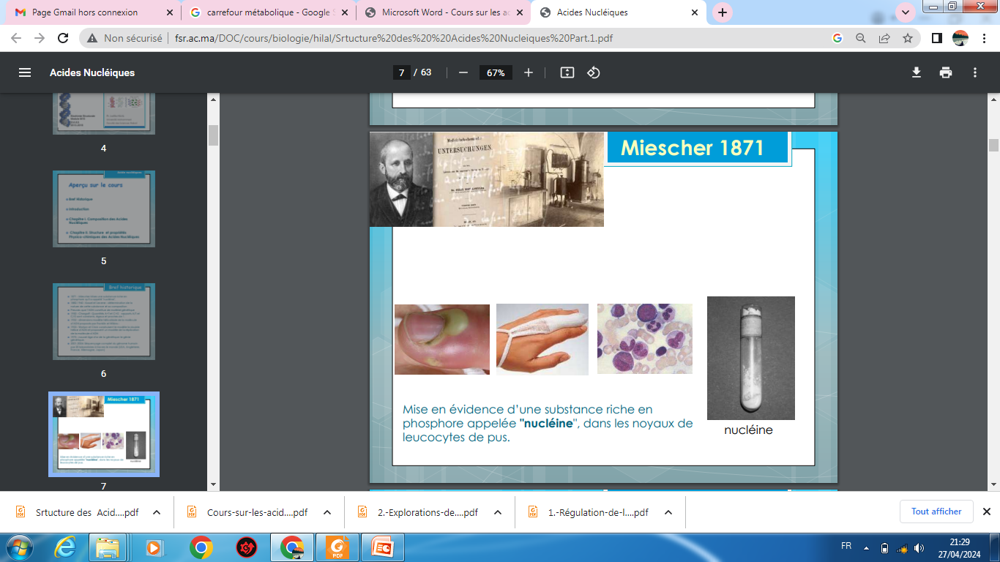 Page Gmail hors connexion
carrefour métabolique - Google S
Microsoft Word - Cours sur les ac
Acides Nucléiques
Non sécurisé | fsr.ac.ma/DOC/cours/biologie/hilal/Srtucture%20des%20%20Acides%20Nucleiques%20Part.1.pdf
Acides Nucléiques
7 / 63
67%
4
Aperçu sur le cours
Bref Historique
Introduction
Chapitre I. Composition des Acides
Nucléiques
Chapitre II. Structure et propriétés
Physico-chimiques des Acides Nucléiques
5
Bref historique
6
Miescher 1871
nucléine
7
UNTERSUCHUNGEN
Miescher 1871
Mise en évidence d'une substance riche en
phosphore appelée "nucléine", dans les noyaux de
leucocytes de pus.
nucléine
Srtucture des Acid....pdf
Cours-sur-les-acid....pdf
2.-Explorations-de....pdf
1.-Régulation-de-l....pdf
Tout afficher
PDF
FR
21:29
27/04/2024